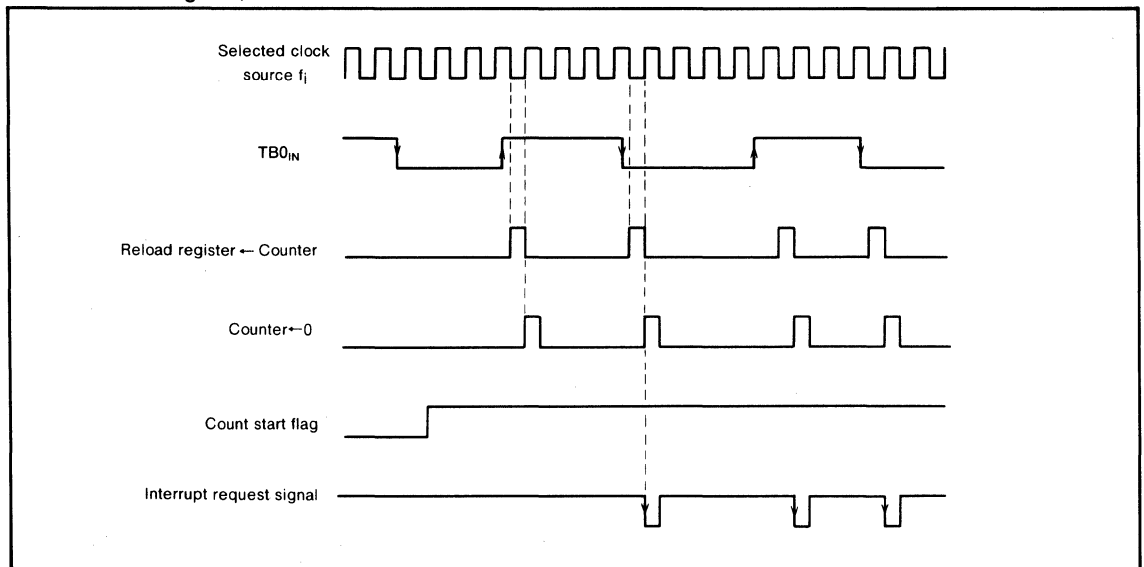 Selected clock
source fi
TB0IN
Reload register ← Counter
Counter←0
Count start flag
Interrupt request signal